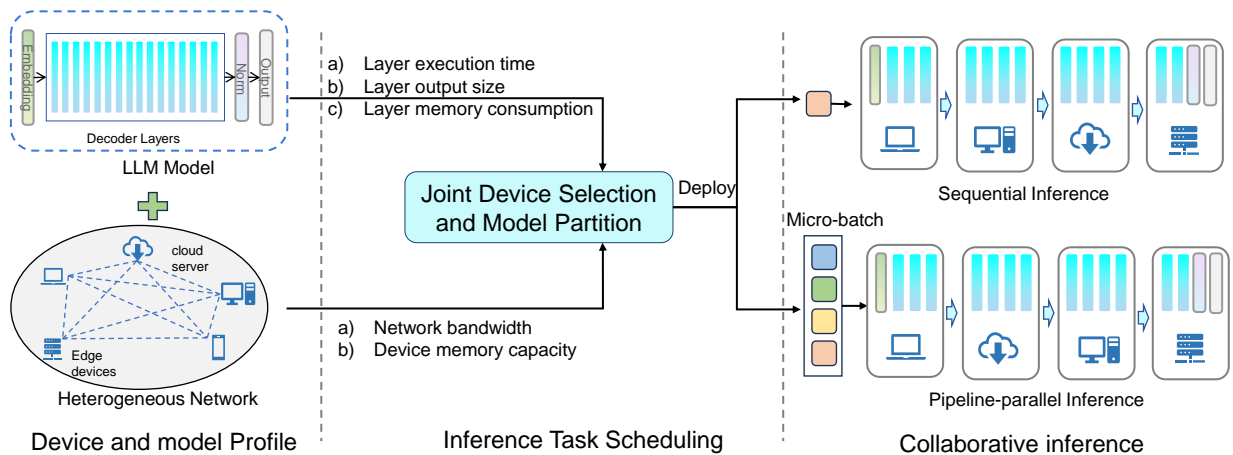 Embedding
Norm
Output
Decoder Layers
LLM Model
cloud
server
Edge
devices
Heterogeneous Network
Device and model Profile
a) Layer execution time
b) Layer output size
c) Layer memory consumption
Joint Device Selection
and Model Partition
Deploy
a) Network bandwidth
b) Device memory capacity
Inference Task Scheduling
Sequential Inference
Micro-batch
Pipeline-parallel Inference
Collaborative inference